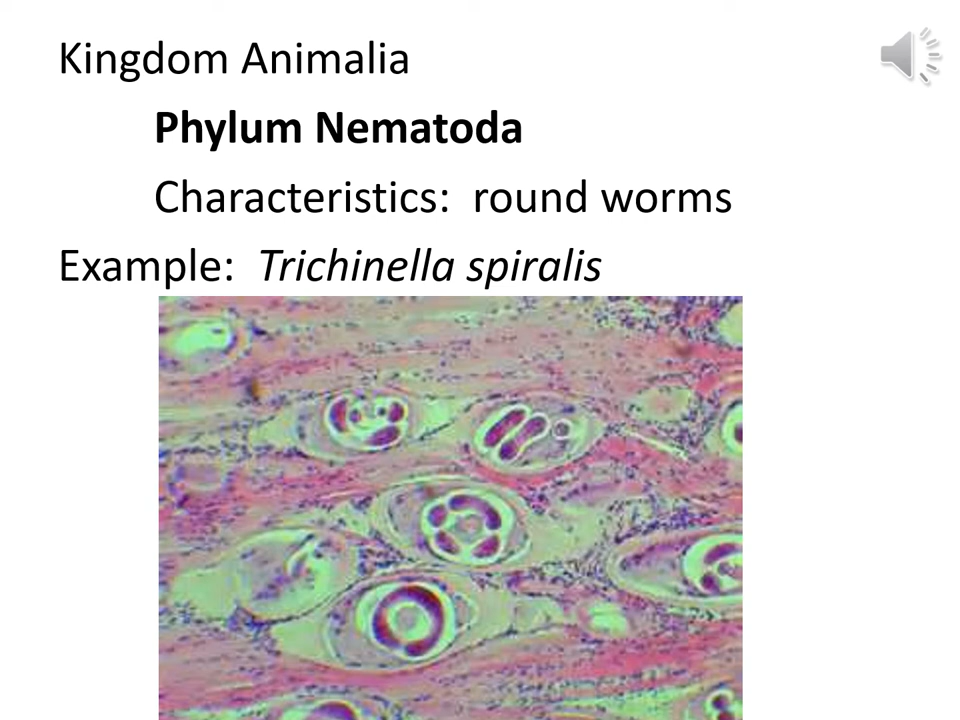 Kingdom Animalia
Phylum Nematoda
Characteristics: round worms
Example: Trichinella spiralis